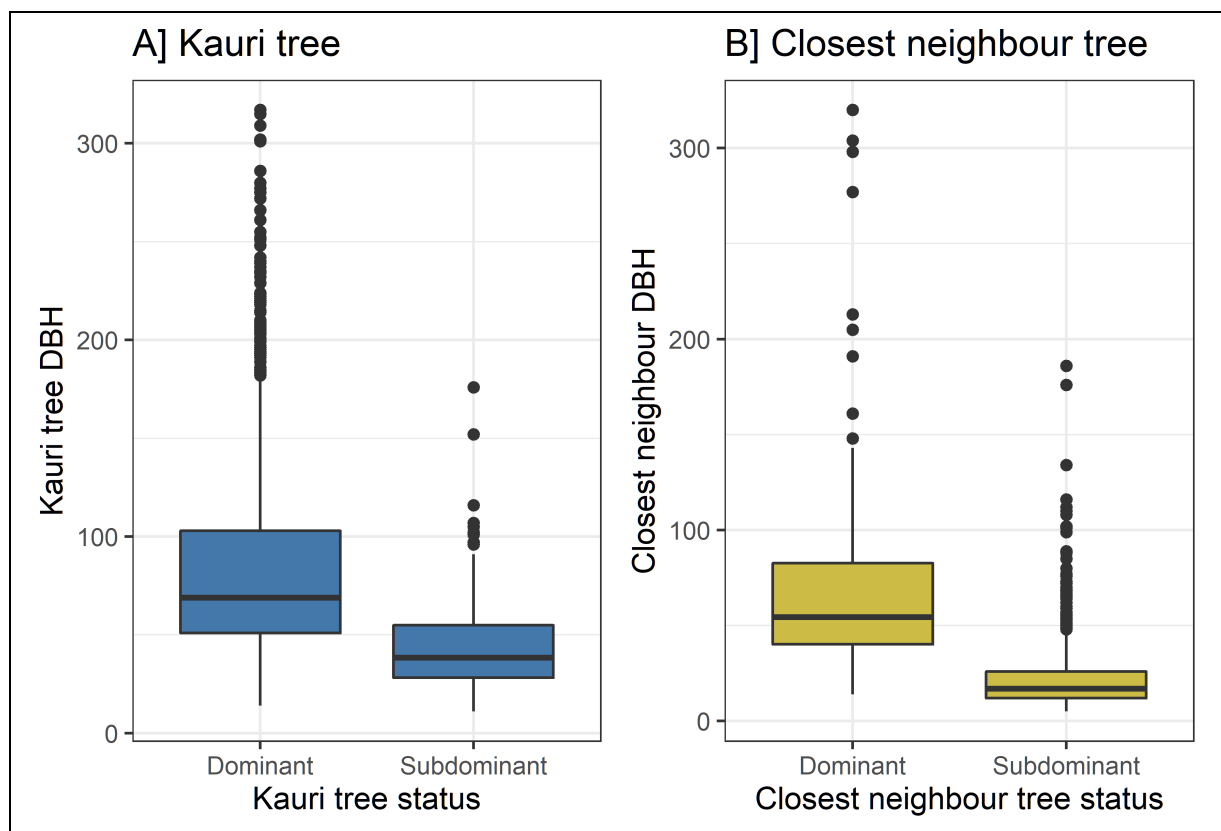 A] Kauri tree
Kauri tree DBH
300
200
100
0
Dominant
Subdominant
Kauri tree status
B] Closest neighbour tree
Closest neighbour DBH
300
200
100
0
Dominant
Subdominant
Closest neighbour tree status